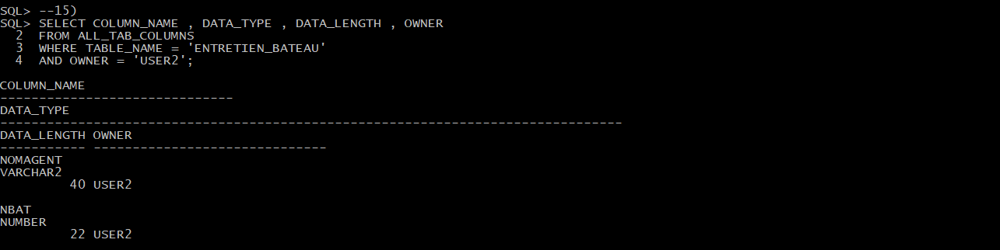 SQL> --15)
SQL> SELECT COLUMN_NAME , DATA_TYPE , DATA_LENGTH , OWNER
  2  FROM ALL_TAB_COLUMNS
  3  WHERE TABLE_NAME = 'ENTRETIEN_BATEAU'
  4  AND OWNER = 'USER2';

COLUMN_NAME
------------------------------
DATA_TYPE
--------------------------------------------------------------------------------
DATA_LENGTH OWNER
----------- ------------------------------
NOMAGENT
VARCHAR2
         40 USER2

NBAT
NUMBER
         22 USER2